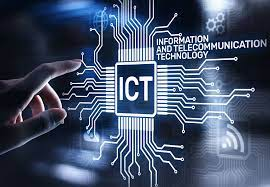 INFORMATION
AND TELECOMMUNICATION
TECHNOLOGY
ICT